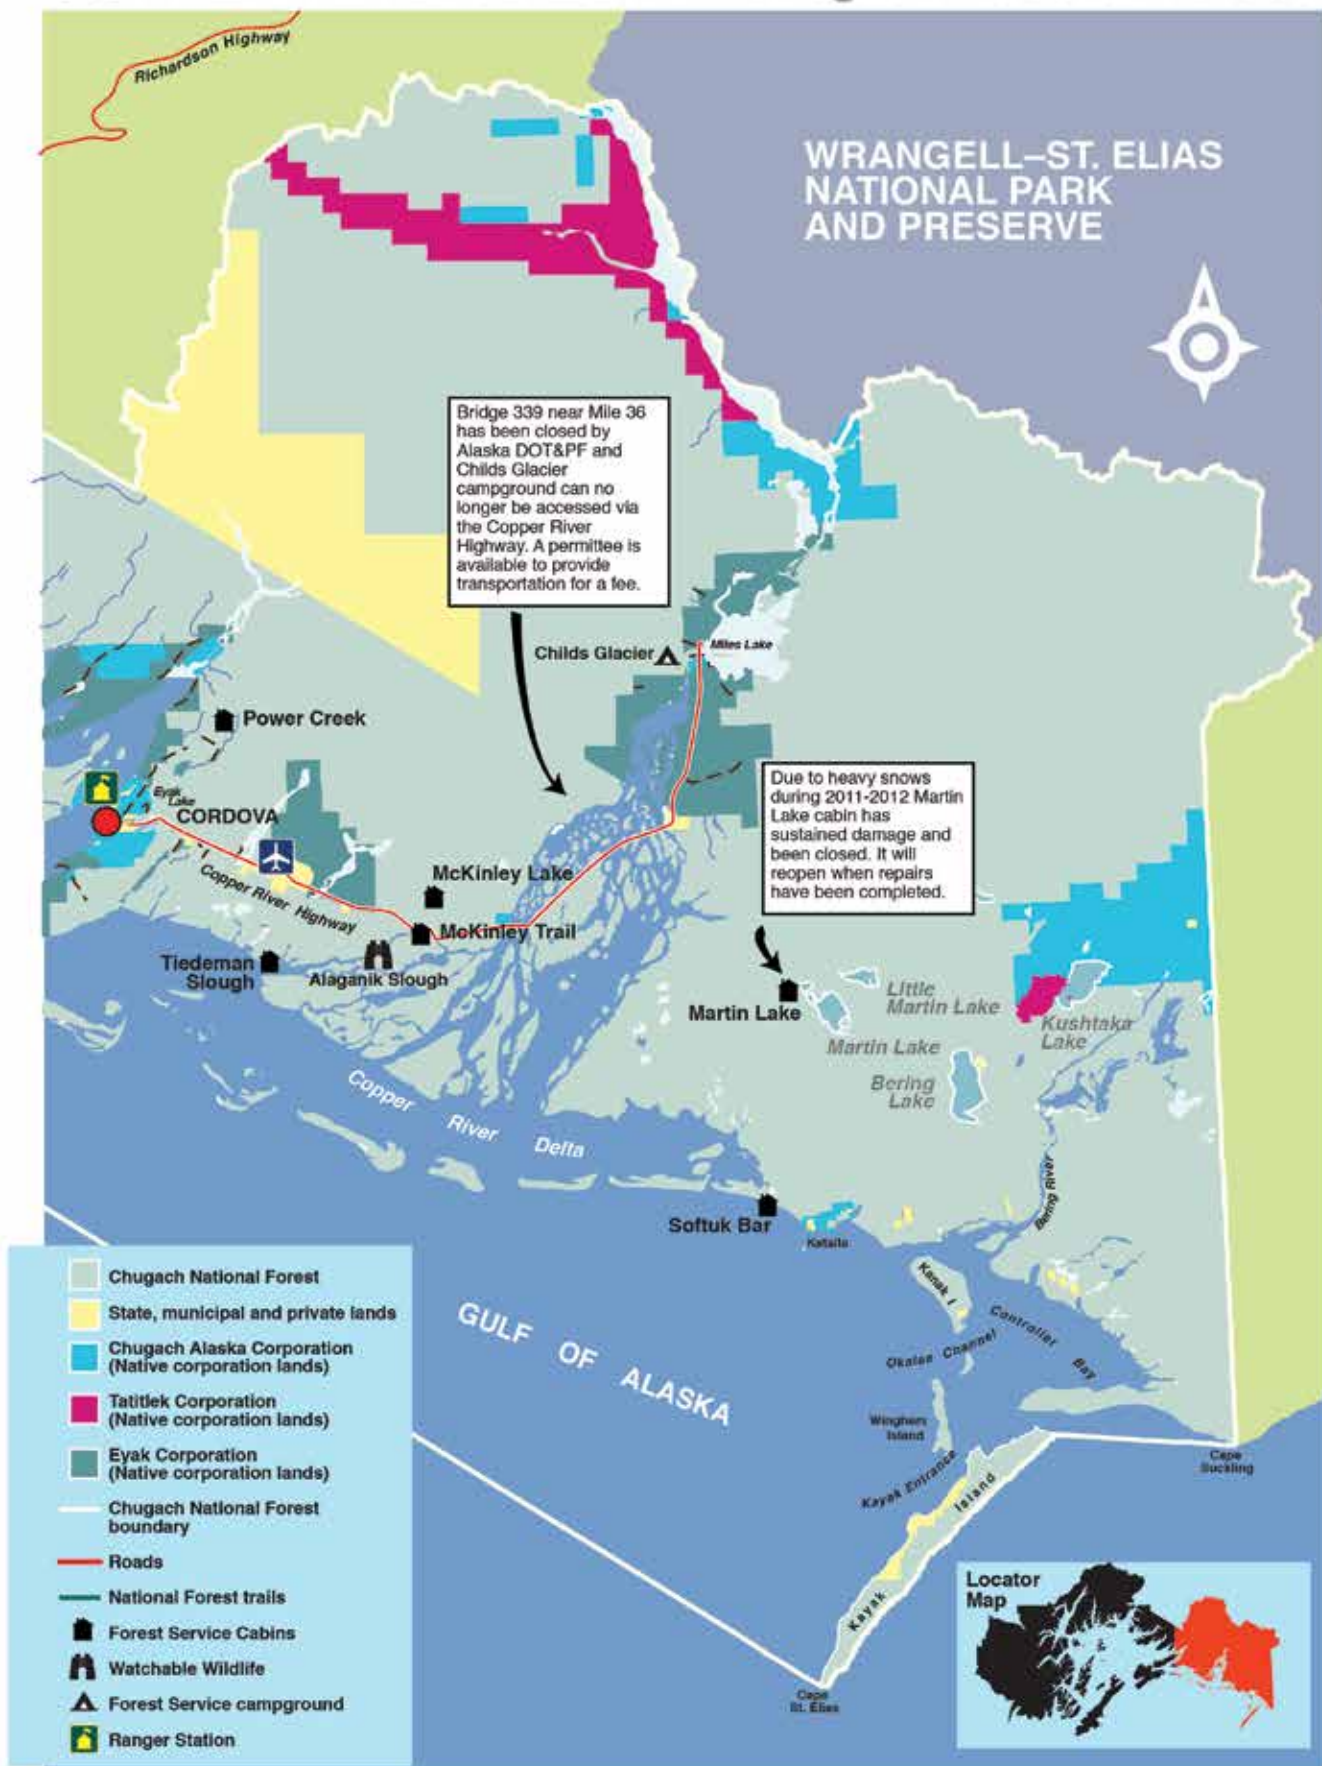 Richardson Highway
WRANGELL–ST. ELIAS
NATIONAL PARK
AND PRESERVE
Bridge 339 near Mile 36
has been closed by
Alaska DOT&PF and
Childs Glacier
campground can no
longer be accessed via
the Copper River
Highway. A permittee is
available to provide
transportation for a fee.
Childs Glacier
Miles Lake
Power Creek
Eyak
Lake
CORDOVA
Copper River Highway
McKinley Lake
McKinley Trail
Tiedeman
Slough
Alaganik Slough
Due to heavy snows
during 2011-2012 Martin
Lake cabin has
sustained damage and
been closed. It will
reopen when repairs
have been completed.
Martin Lake
Little
Martin Lake
Kushtaka
Lake
Martin Lake
Bering
Lake
Copper River Delta
Bering River
Softuk Bar
Katalla
Kanak I
Controller Bay
Okalee Channel
GULF OF ALASKA
Wingham
Island
Kayak Entrance
Kayak Island
Cape
Suckling
Cape
St. Elias
Chugach National Forest
State, municipal and private lands
Chugach Alaska Corporation
(Native corporation lands)
Tatitlek Corporation
(Native corporation lands)
Eyak Corporation
(Native corporation lands)
Chugach National Forest
boundary
Roads
National Forest trails
Forest Service Cabins
Watchable Wildlife
Forest Service campground
Ranger Station
Locator
Map